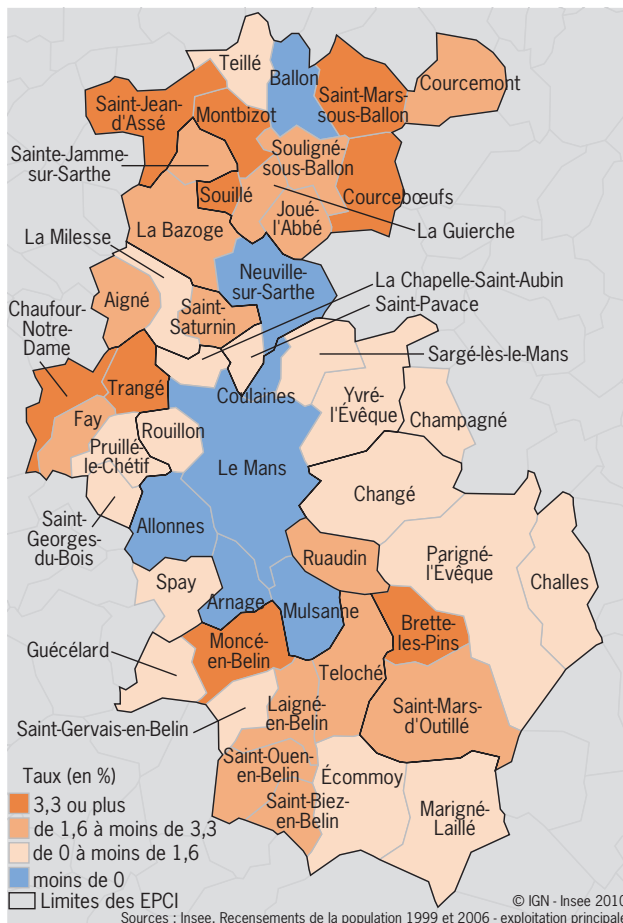 Teillé
Ballon
Courcemont
Saint-Jean-
d'Assé
Montbizot
Saint-Mars-
sous-Ballon
Sainte-Jamme-
sur-Sarthe
Souligné-
sous-Ballon
Souillé
Courcebœufs
Joué-
l'Abbé
La Guierche
La Bazoge
La Milesse
Neuville-
sur-Sarthe
La Chapelle-Saint-Aubin
Saint-Pavace
Aigné
Saint-
Saturnin
Chaufour-
Notre-
Dame
Sargé-lès-le-Mans
Trangé
Coulaines
Yvré-
l'Évêque
Champagné
Fay
Rouillon
Pruillé-
le-Chétif
Le Mans
Changé
Saint-
Georges-
du-Bois
Allonnes
Ruaudin
Parigné-
l'Évêque
Challes
Spay
Arnage
Mulsanne
Brette-
les-Pins
Guécélard
Moncé-
en-Belin
Teloché
Laigné-
en-Belin
Saint-Mars-
d'Outillé
Saint-Gervais-en-Belin
Saint-Ouen-
en-Belin
Écommoy
Saint-Biez-
en-Belin
Marigné-
Laillé
Taux (en %)
3,3 ou plus
de 1,6 à moins de 3,3
de 0 à moins de 1,6
moins de 0
Limites des EPCI
© IGN - Insee 2010
Sources : Insee, Recensements de la population 1999 et 2006 - exploitation principale